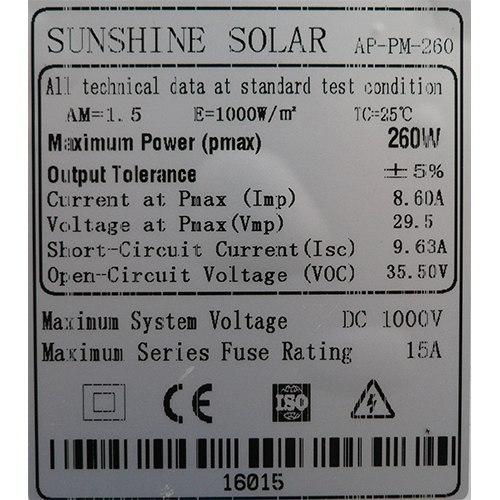 SUNSHINE SOLAR AP-PM-260
All technical data at standard test condition
AM=1.5 E=1000W/m² TC=25℃
Maximum Power (pmax) 260W
Output Tolerance ±5%
Current at Pmax (Imp) 8.60A
Voltage at Pmax(Vmp) 29.5
Short-Circuit Current(Isc) 9.63A
Open-Circuit Voltage (VOC) 35.50V
Maximum System Voltage DC 1000V
Maximum Series Fuse Rating 15A
CE ISO
16015